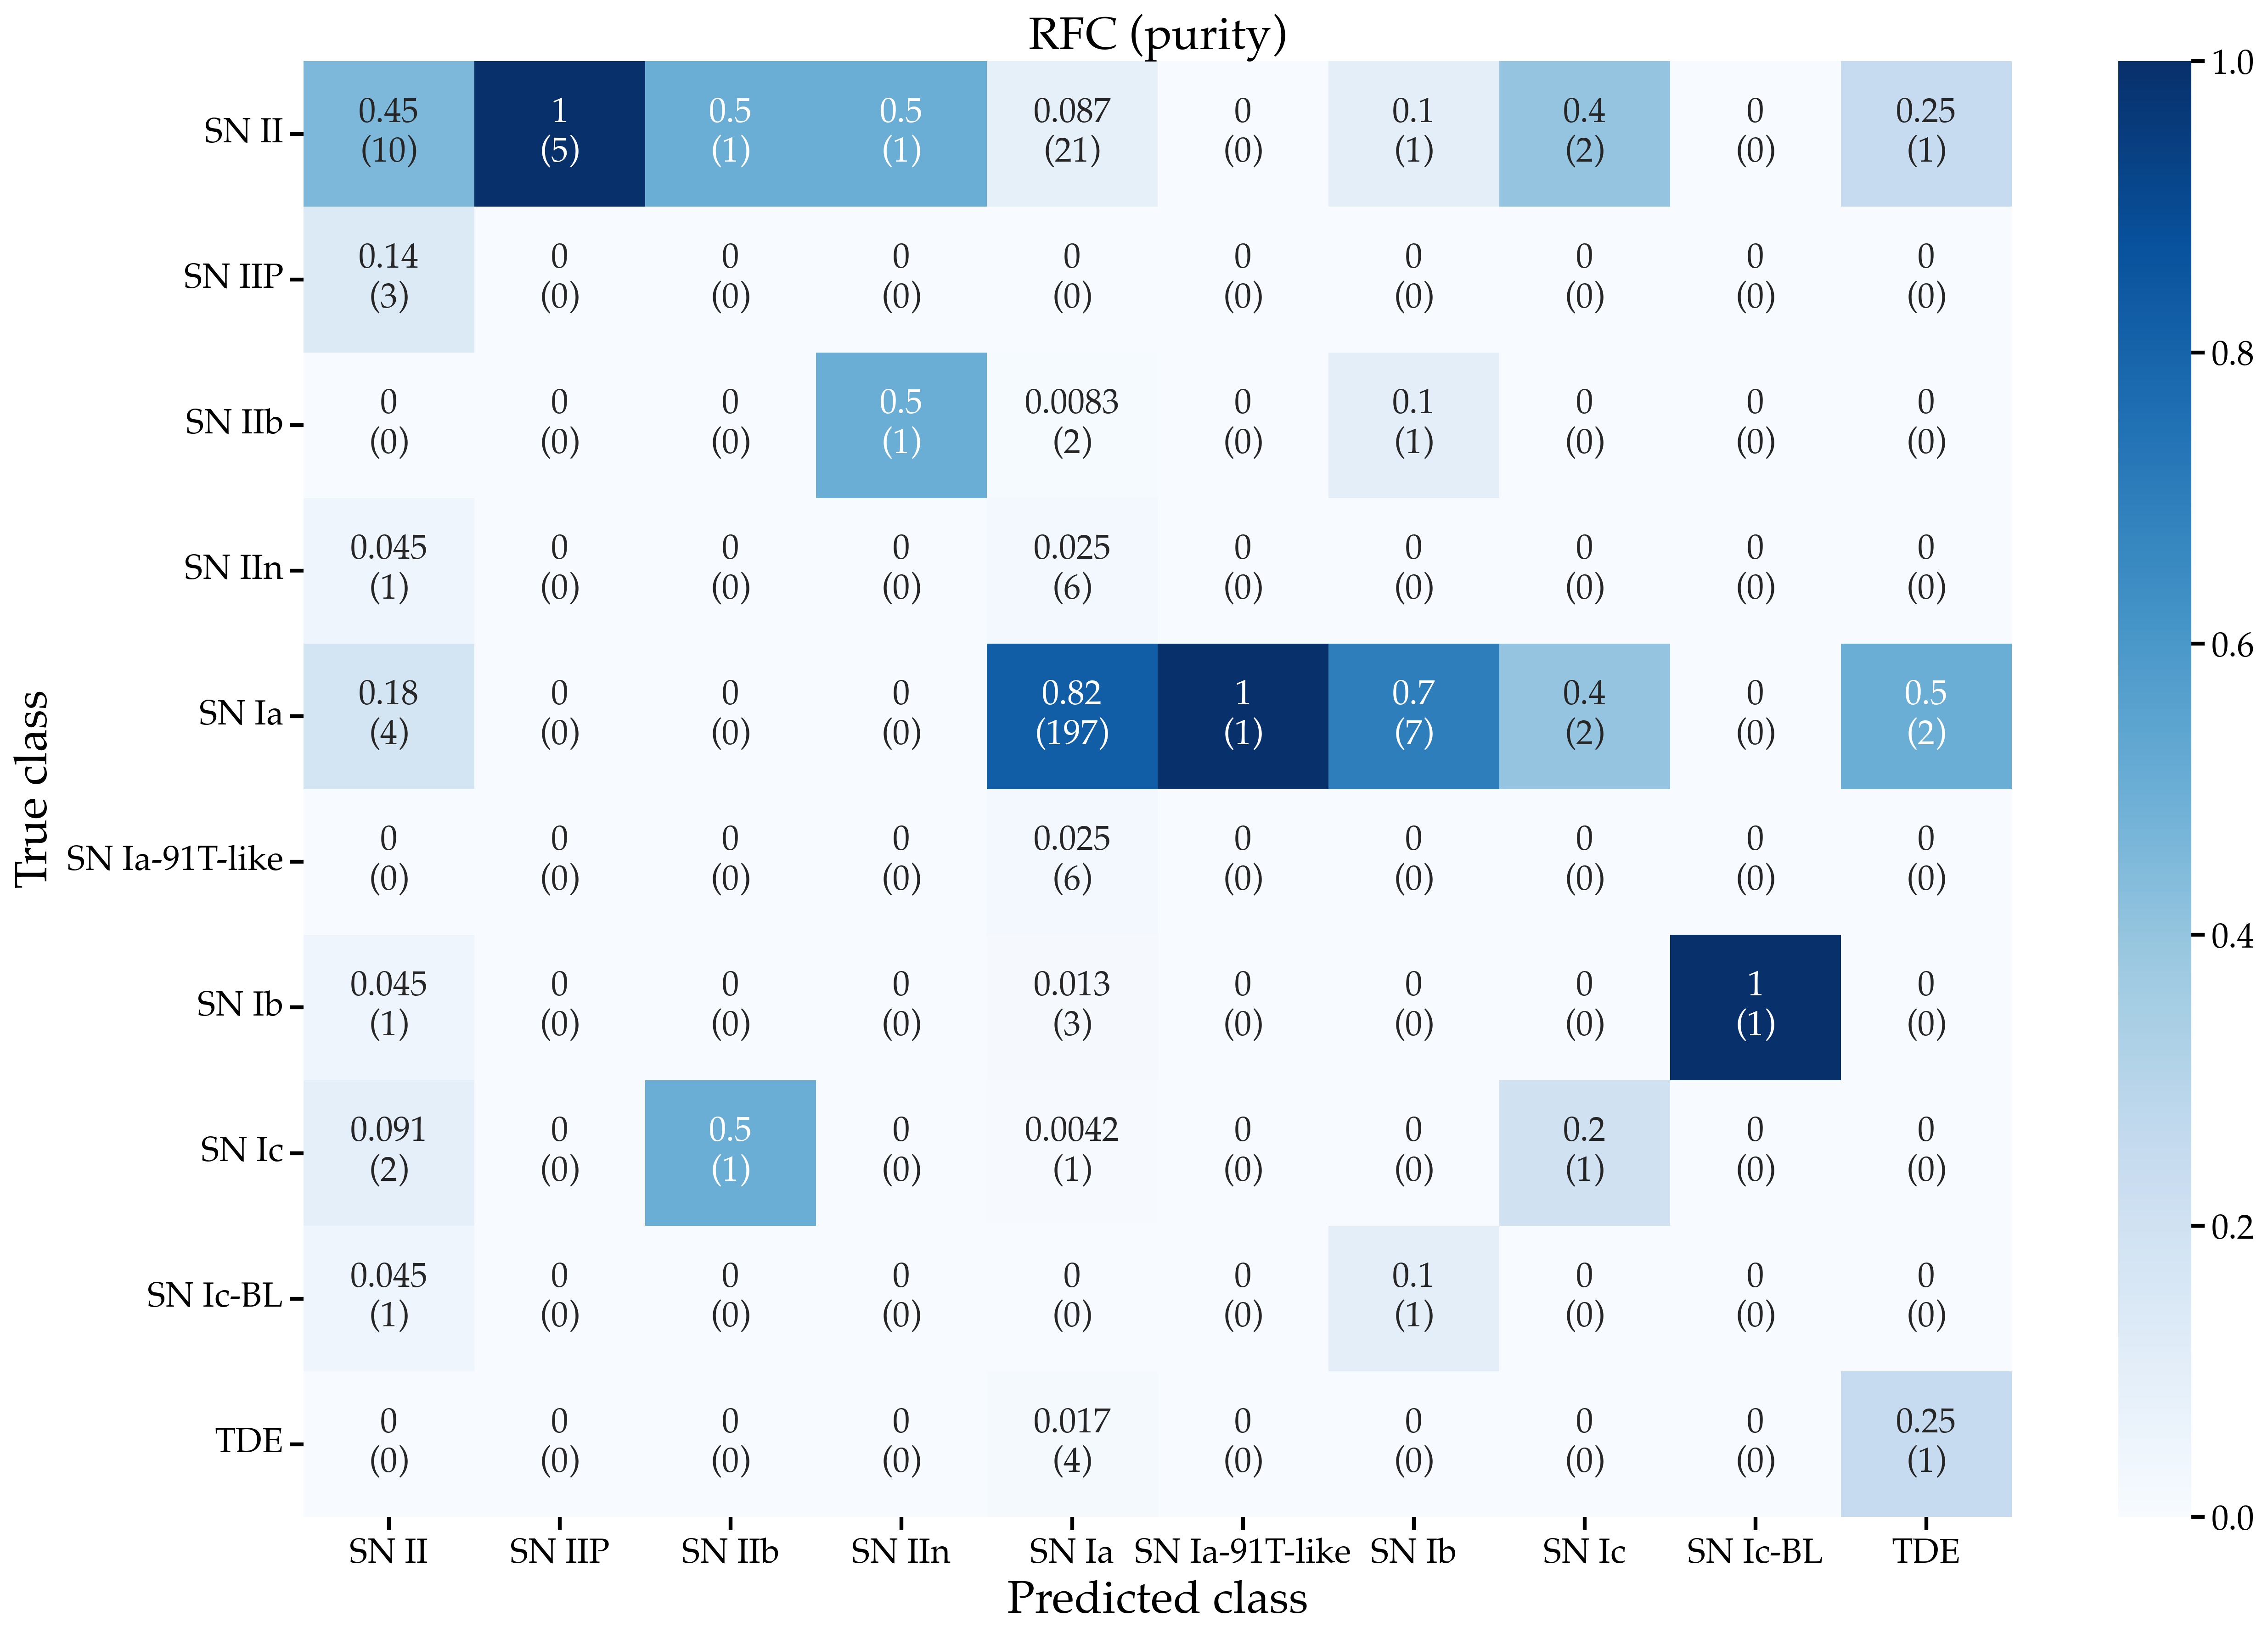 RFC (purity)
1.0
0.45 1 0.5 0.5 0.087 0 0.1 0.4 0 0.25
SN II
(10) (5) (1) (1) (21) (0) (1) (2) (0) (1)
0.14 0 0 0 0 0 0 0 0 0
SN IIP
(3) (0) (0) (0) (0) (0) (0) (0) (0) (0)
0.8
0 0 0 0.5 0.0083 0 0.1 0 0 0
SN IIb
(0) (0) (0) (1) (2) (0) (1) (0) (0) (0)
0.045 0 0 0 0.025 0 0 0 0 0
SN IIn
(1) (0) (0) (0) (6) (0) (0) (0) (0) (0)
0.6
0.18 0 0 0 0.82 1 0.7 0.4 0 0.5
SN Ia
(4) (0) (0) (0) (197) (1) (7) (2) (0) (2)
True class
0 0 0 0 0.025 0 0 0 0 0
SN Ia-91T-like
(0) (0) (0) (0) (6) (0) (0) (0) (0) (0)
0.4
0.045 0 0 0 0.013 0 0 0 1 0
SN Ib
(1) (0) (0) (0) (3) (0) (0) (0) (1) (0)
0.091 0 0.5 0 0.0042 0 0 0.2 0 0
SN Ic
(2) (0) (1) (0) (1) (0) (0) (1) (0) (0)
0.2
0.045 0 0 0 0 0 0.1 0 0 0
SN Ic-BL
(1) (0) (0) (0) (0) (0) (1) (0) (0) (0)
0 0 0 0 0.017 0 0 0 0 0.25
TDE
(0) (0) (0) (0) (4) (0) (0) (0) (0) (1)
0.0
SN II SN IIP SN IIb SN IIn SN Ia SN Ia-91T-like SN Ib SN Ic SN Ic-BL TDE
Predicted class